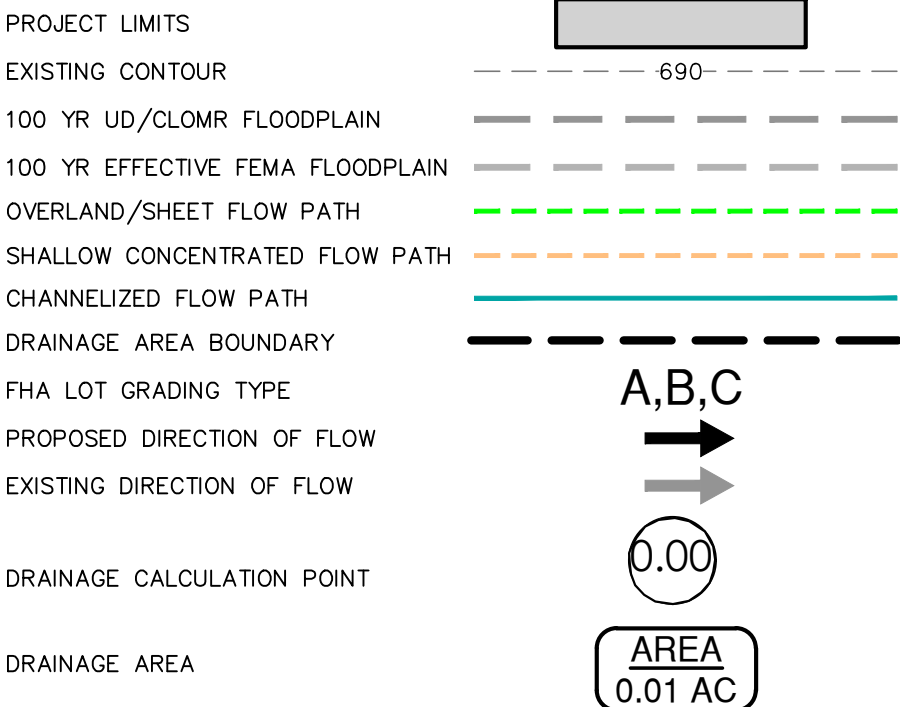 PROJECT LIMITS
EXISTING CONTOUR
690
100 YR UD/CLOMR FLOODPLAIN
100 YR EFFECTIVE FEMA FLOODPLAIN
OVERLAND/SHEET FLOW PATH
SHALLOW CONCENTRATED FLOW PATH
CHANNELIZED FLOW PATH
DRAINAGE AREA BOUNDARY
FHA LOT GRADING TYPE
A,B,C
PROPOSED DIRECTION OF FLOW
EXISTING DIRECTION OF FLOW
DRAINAGE CALCULATION POINT
0.00
DRAINAGE AREA
AREA
0.01 AC